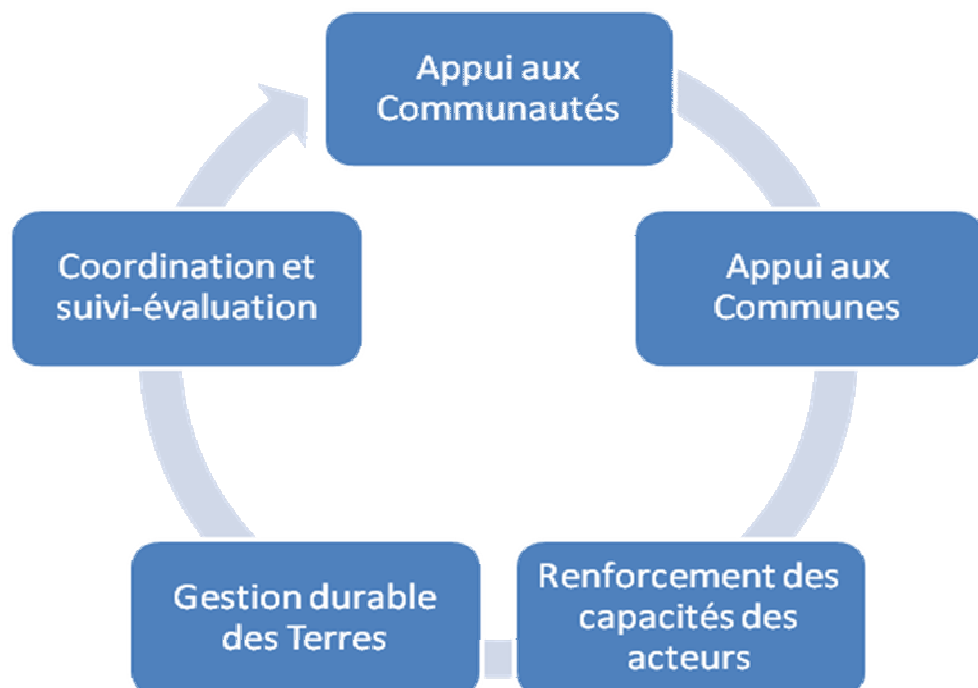 Appui aux
Communautés
Appui aux
Communes
Renforcement des
capacités des
acteurs
Gestion durable
des Terres
Coordination et
suivi-évaluation